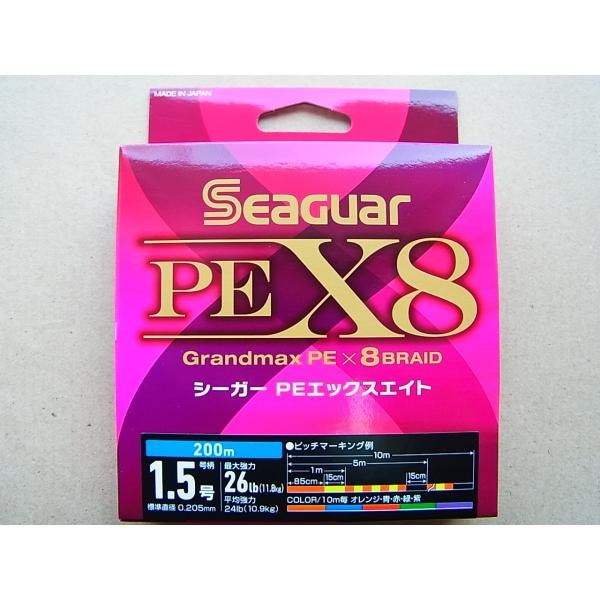 MADE IN JAPAN
Seaguar
PE X8
Grandmax PE×8BRAID
シーガー PEエックスエイト
200m
1.5号
号柄
標準直径 0.205mm
最大強力
26lb(11.8kg)
平均強力
24lb(10.9kg)
●ピッチマーキング例
10m
5m
1m
15cm
15cm
85cm
COLOR/10m毎 オレンジ・青・赤・緑・紫